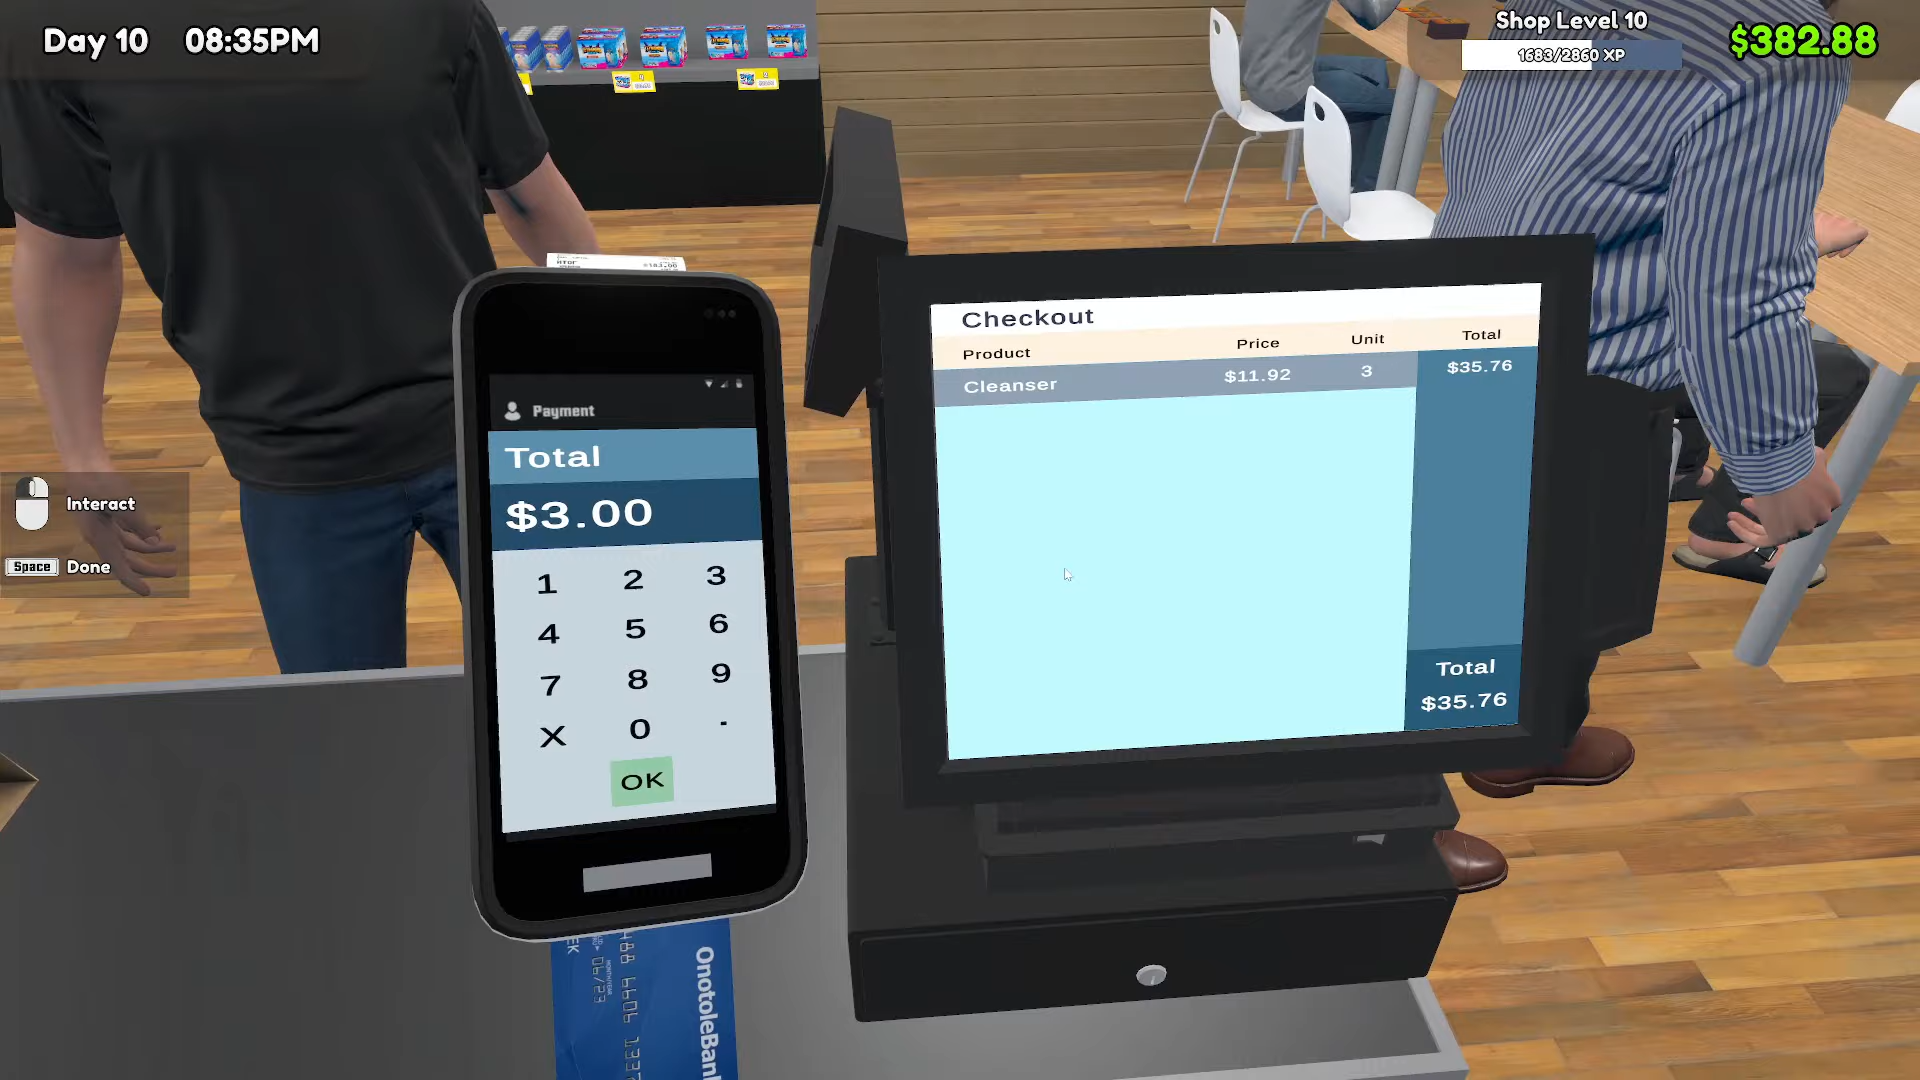 Day 10 08:35PM
Shop Level 10
1683/2860 XP
$382.88
Interact
Space Done
Payment
Total
$3.00
1 2 3
4 5 6
7 8 9
X 0 .
OK
Checkout
Product Price Unit Total
Cleanser $11.92 3 $35.76
Total
$35.76
OnotoleBank